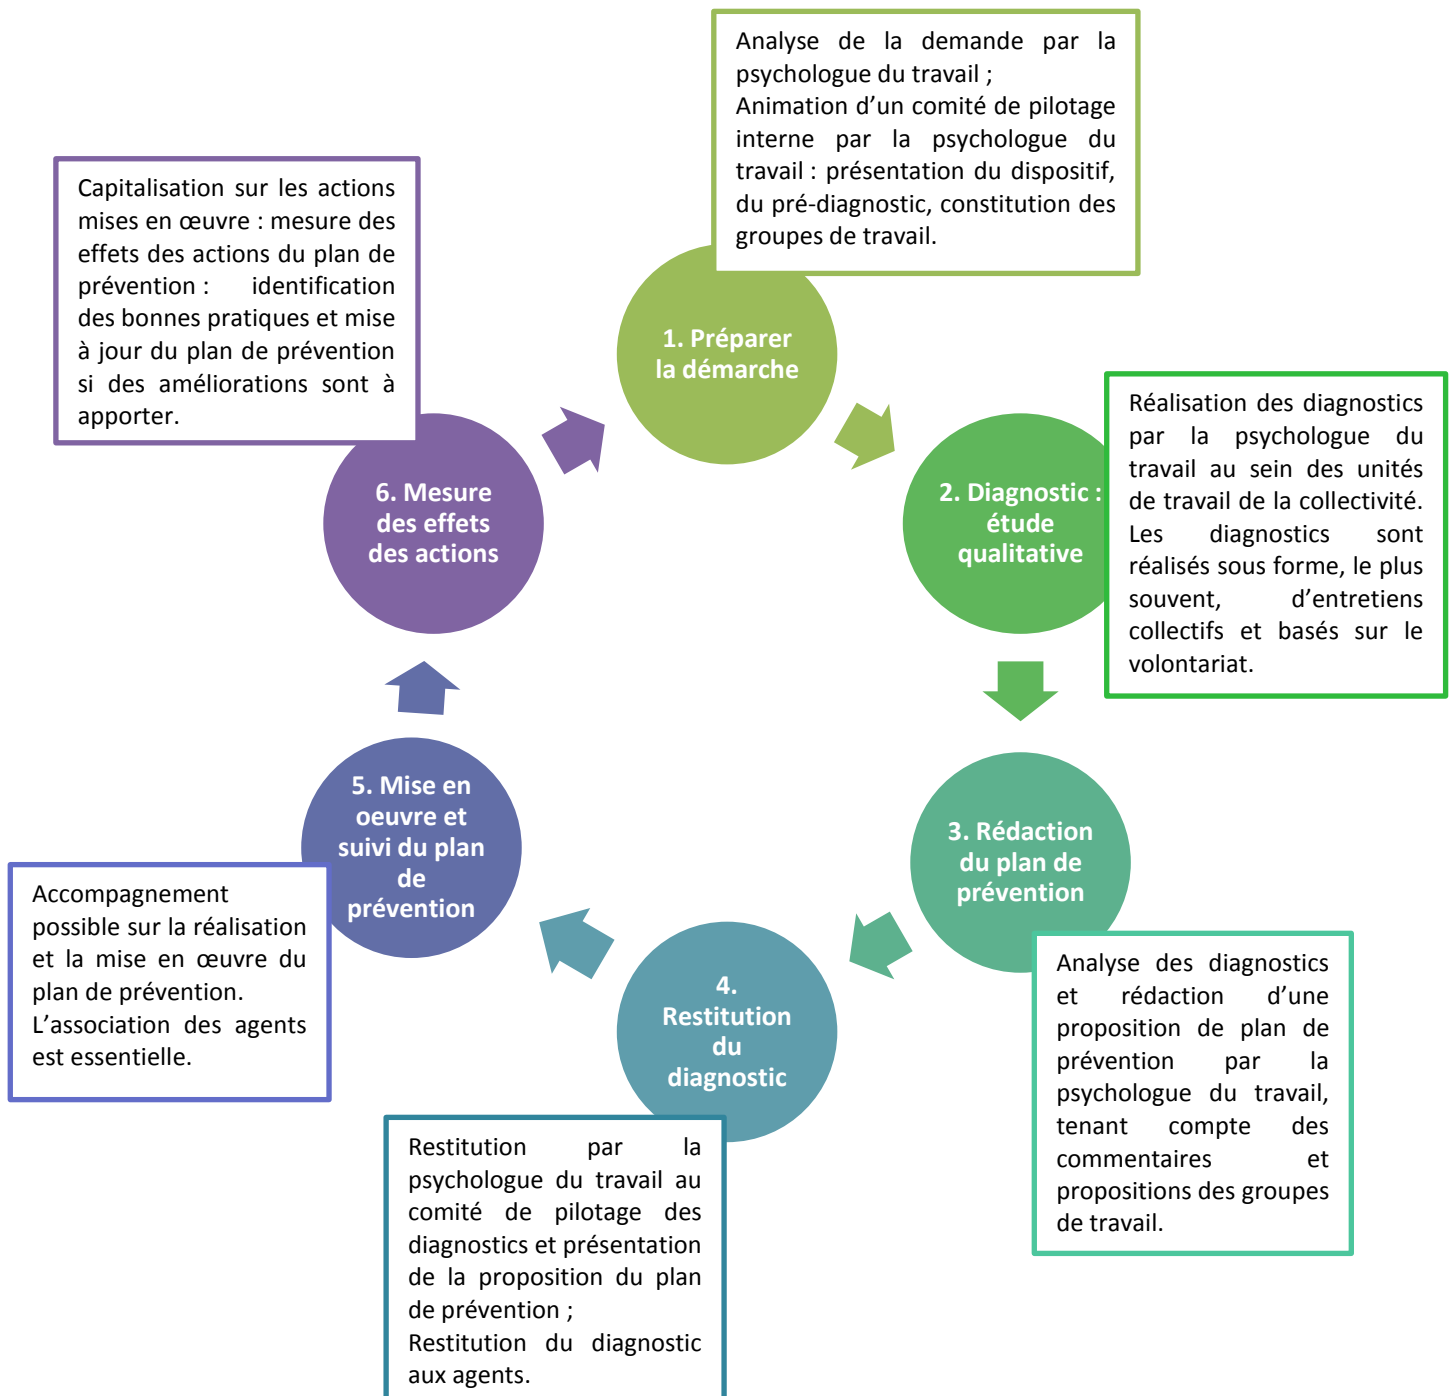 Analyse de la demande par la
psychologue du travail ;
Animation d’un comité de pilotage
interne par la psychologue du
travail : présentation du dispositif,
du pré-diagnostic, constitution des
groupes de travail.
1. Préparer
la démarche
2. Diagnostic :
étude
qualitative
Réalisation des diagnostics
par la psychologue du
travail au sein des unités
de travail de la collectivité.
Les diagnostics sont
réalisés sous forme, le plus
souvent, d’entretiens
collectifs et basés sur le
volontariat.
3. Rédaction
du plan de
prévention
Analyse des diagnostics
et rédaction d’une
proposition de plan de
prévention par la
psychologue du travail,
tenant compte des
commentaires et
propositions des groupes
de travail.
4.
Restitution
du
diagnostic
Restitution par la
psychologue du travail au
comité de pilotage des
diagnostics et présentation
de la proposition du plan
de prévention ;
Restitution du diagnostic
aux agents.
5. Mise en
oeuvre et
suivi du plan
de
prévention
Accompagnement
possible sur la réalisation
et la mise en œuvre du
plan de prévention.
L’association des agents
est essentielle.
6. Mesure
des effets
des actions
Capitalisation sur les actions
mises en œuvre : mesure des
effets des actions du plan de
prévention : identification
des bonnes pratiques et mise
à jour du plan de prévention
si des améliorations sont à
apporter.